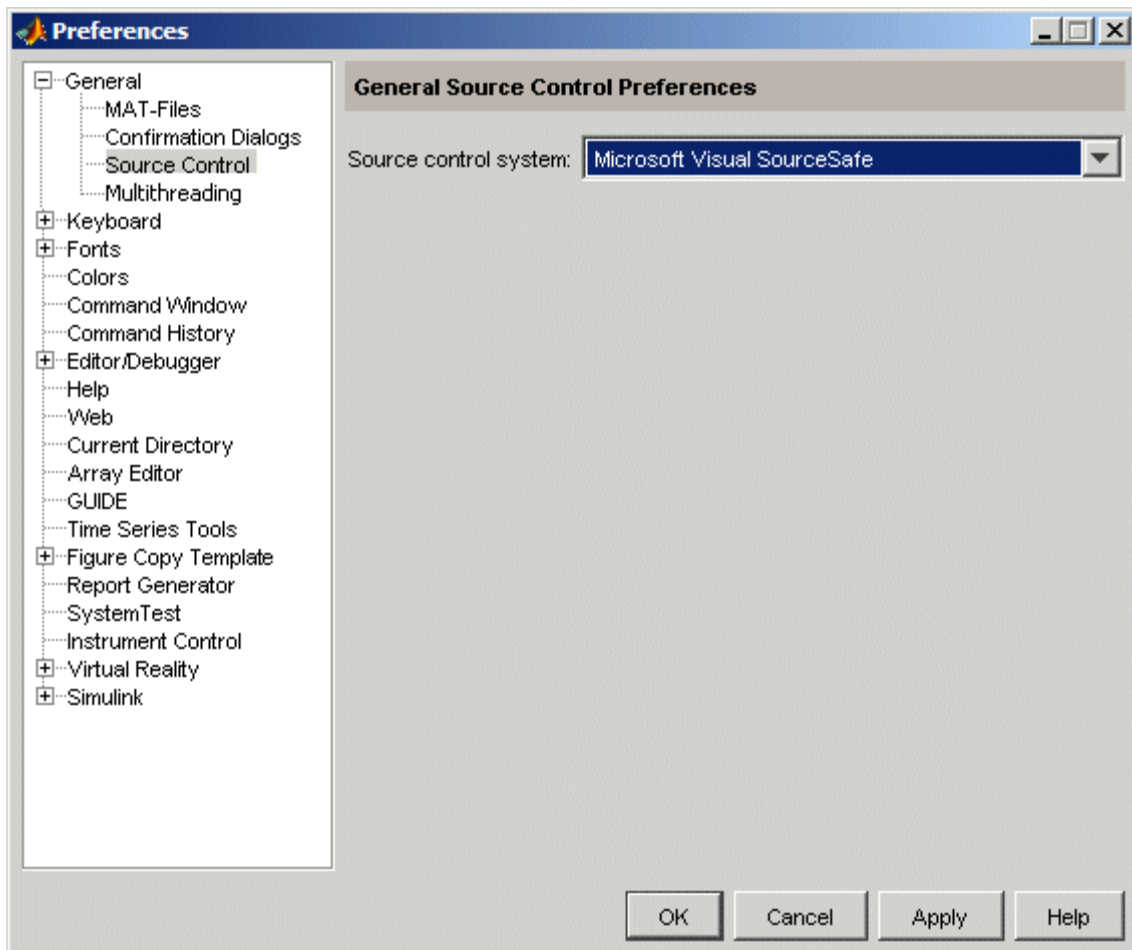 Preferences
General
MAT-Files
Confirmation Dialogs
Source Control
Multithreading
Keyboard
Fonts
Colors
Command Window
Command History
Editor/Debugger
Help
Web
Current Directory
Array Editor
GUIDE
Time Series Tools
Figure Copy Template
Report Generator
SystemTest
Instrument Control
Virtual Reality
Simulink
General Source Control Preferences
Source control system: Microsoft Visual SourceSafe
OK Cancel Apply Help